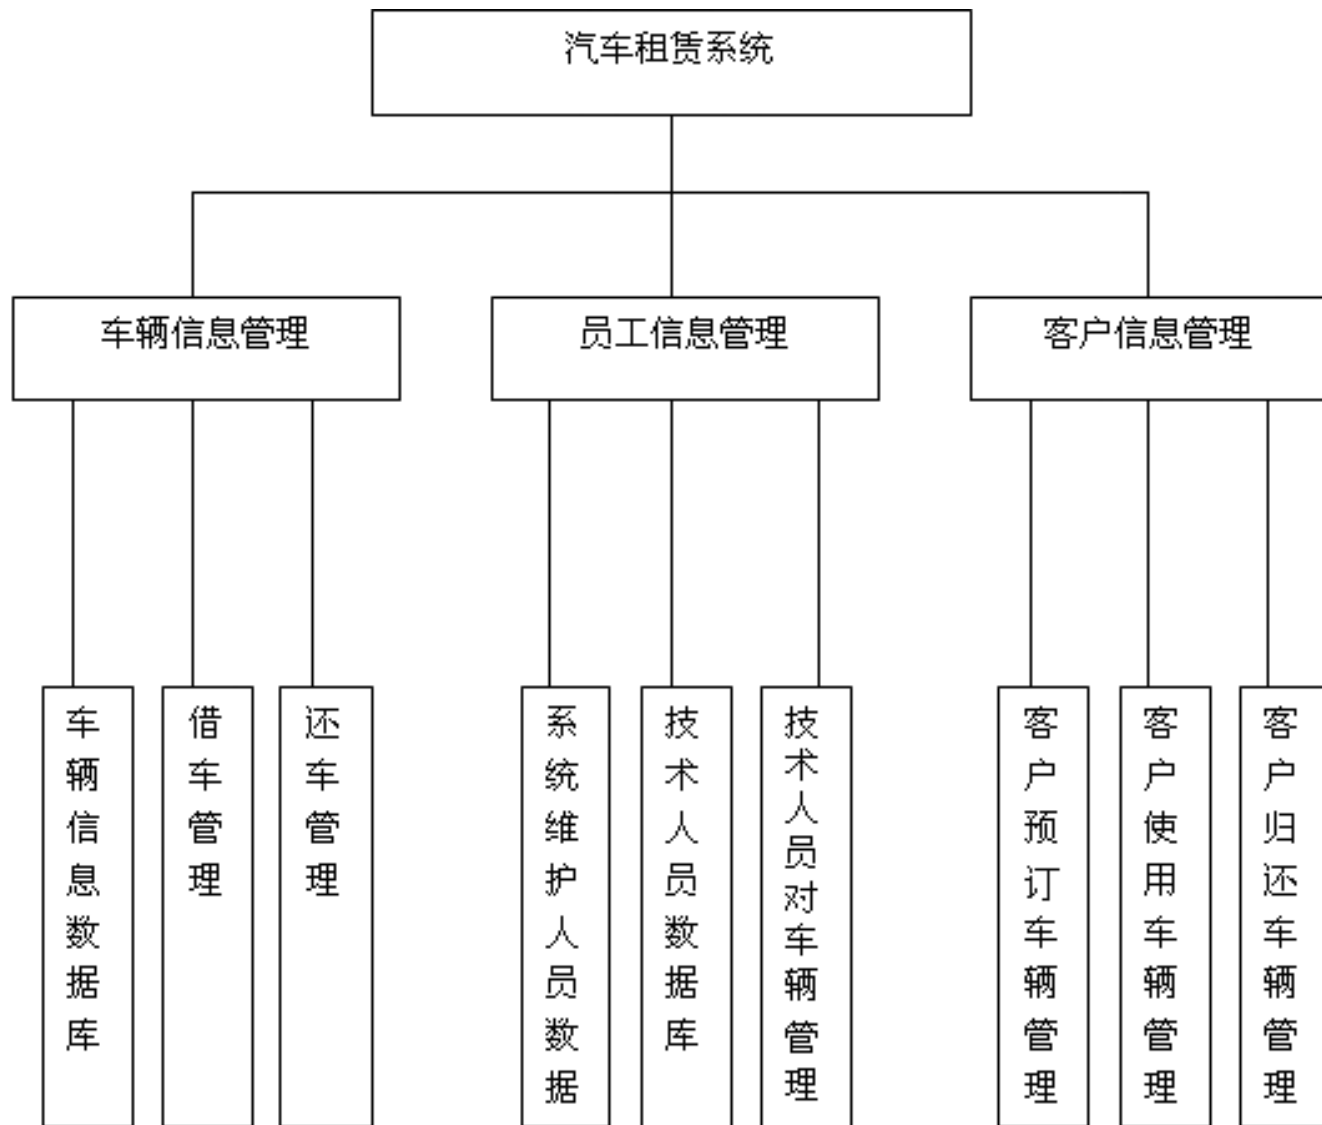 汽车租赁系统
车辆信息管理
员工信息管理
客户信息管理
车辆信息数据库
借车管理
还车管理
系统维护人员数据
技术人员数据库
技术人员对车辆管理
客户预订车辆管理
客户使用车辆管理
客户归还车辆管理